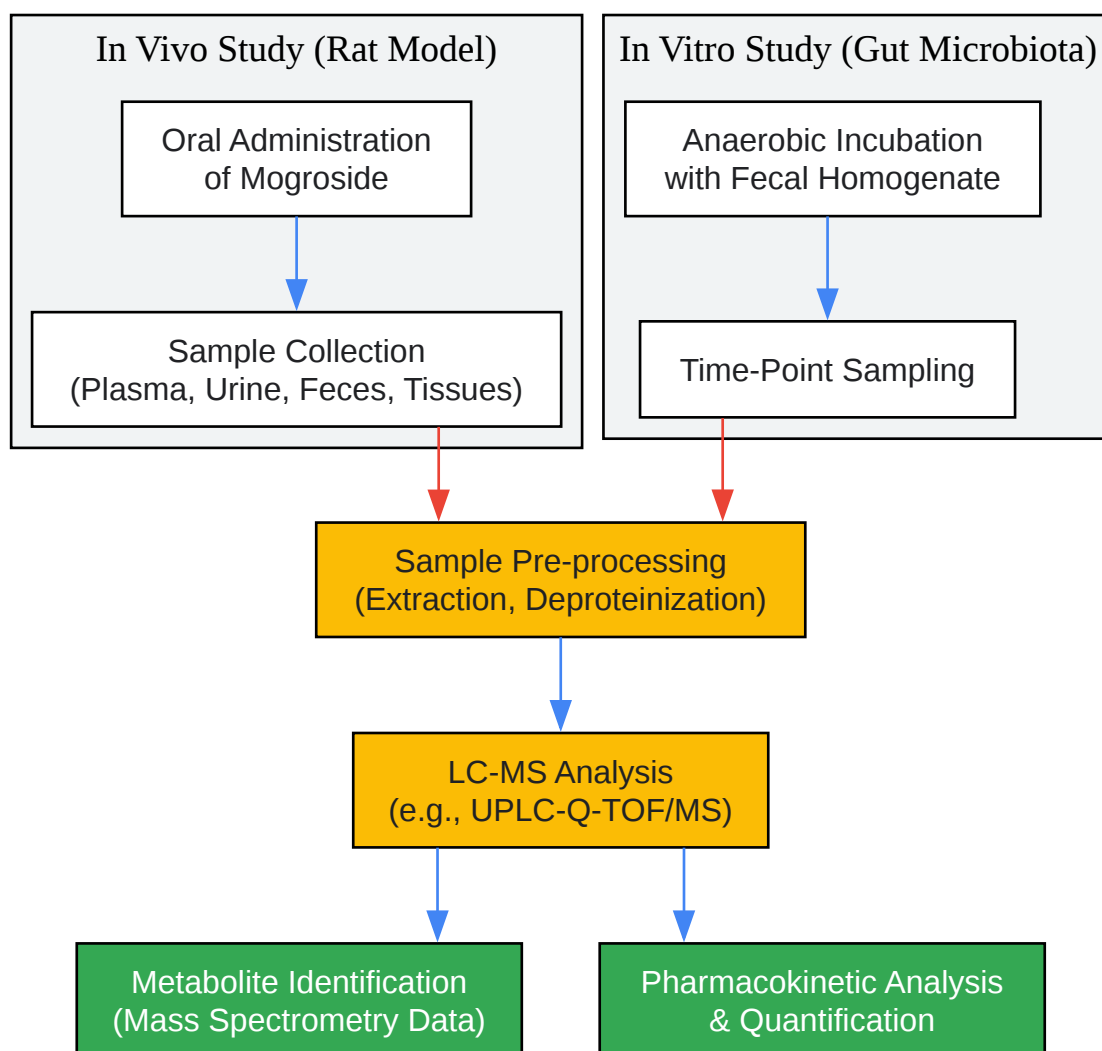 In Vivo Study (Rat Model)
Oral Administration
of Mogroside
Sample Collection
(Plasma, Urine, Feces, Tissues)
In Vitro Study (Gut Microbiota)
Anaerobic Incubation
with Fecal Homogenate
Time-Point Sampling
Sample Pre-processing
(Extraction, Deproteinization)
LC-MS Analysis
(e.g., UPLC-Q-TOF/MS)
Metabolite Identification
(Mass Spectrometry Data)
Pharmacokinetic Analysis
& Quantification